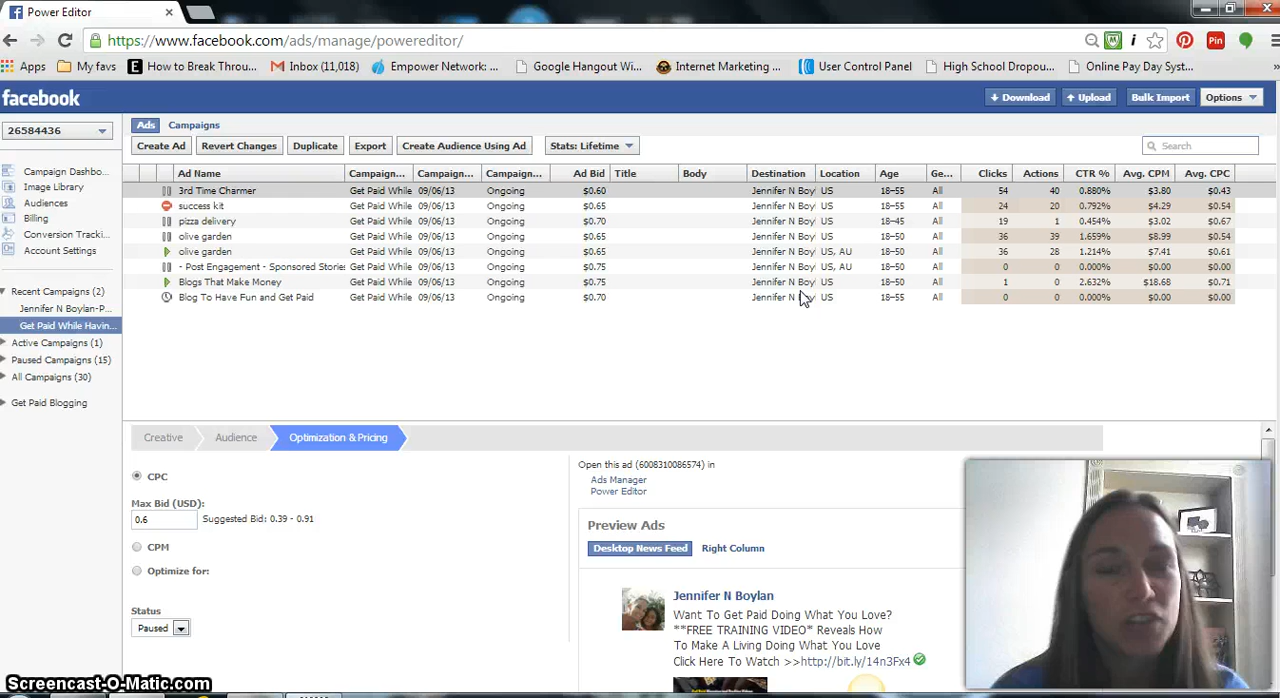 Power Editor
https://www.facebook.com/ads/manage/powereditor/
Apps My favs How to Break Throu... Inbox (11,018) Empower Network: ... Google Hangout Wi... Internet Marketing ... User Control Panel High School Dropou... Online Pay Day Syst...
facebook Download Upload Bulk Import Options
26584436 Ads Campaigns
Create Ad Revert Changes Duplicate Export Create Audience Using Ad Stats: Lifetime Search
Campaign Dashbo...
Image Library
Audiences
Billing
Conversion Tracki...
Account Settings
Recent Campaigns (2)
Jennifer N Boylan-P...
Get Paid While Havin...
Active Campaigns (1)
Paused Campaigns (15)
All Campaigns (30)
Get Paid Blogging
Ad Name Campaign... Campaign... Campaign... Ad Bid Title Body Destination Location Age Ge... Clicks Actions CTR % Avg. CPM Avg. CPC
3rd Time Charmer Get Paid While 09/06/13 Ongoing $0.60 Jennifer N Boyl US 18–55 All 54 40 0.880% $3.80 $0.43
success kit Get Paid While 09/06/13 Ongoing $0.65 Jennifer N Boyl US 18–55 All 24 20 0.792% $4.29 $0.54
pizza delivery Get Paid While 09/06/13 Ongoing $0.70 Jennifer N Boyl US 18–45 All 19 1 0.454% $3.02 $0.67
olive garden Get Paid While 09/06/13 Ongoing $0.65 Jennifer N Boyl US 18–50 All 36 39 1.659% $8.99 $0.54
olive garden Get Paid While 09/06/13 Ongoing $0.65 Jennifer N Boyl US, AU 18–50 All 36 28 1.214% $7.41 $0.61
- Post Engagement - Sponsored Stories Get Paid While 09/06/13 Ongoing $0.75 Jennifer N Boyl US, AU 18–50 All 0 0 0.000% $0.00 $0.00
Blogs That Make Money Get Paid While 09/06/13 Ongoing $0.75 Jennifer N Boyl US 18–50 All 1 0 2.632% $18.68 $0.71
Blog To Have Fun and Get Paid Get Paid While 09/06/13 Ongoing $0.70 Jennifer N Boyl US 18–55 All 0 0 0.000% $0.00 $0.00
Creative Audience Optimization & Pricing
CPC
Max Bid (USD):
0.6 Suggested Bid: 0.39 - 0.91
CPM
Optimize for:
Status
Paused
Open this ad (6008310086574) in
Ads Manager
Power Editor
Preview Ads
Desktop News Feed Right Column
Jennifer N Boylan
Want To Get Paid Doing What You Love?
**FREE TRAINING VIDEO* Reveals How
To Make A Living Doing What You Love
Click Here To Watch >>http://bit.ly/14n3Fx4
Screencast-O-Matic.com